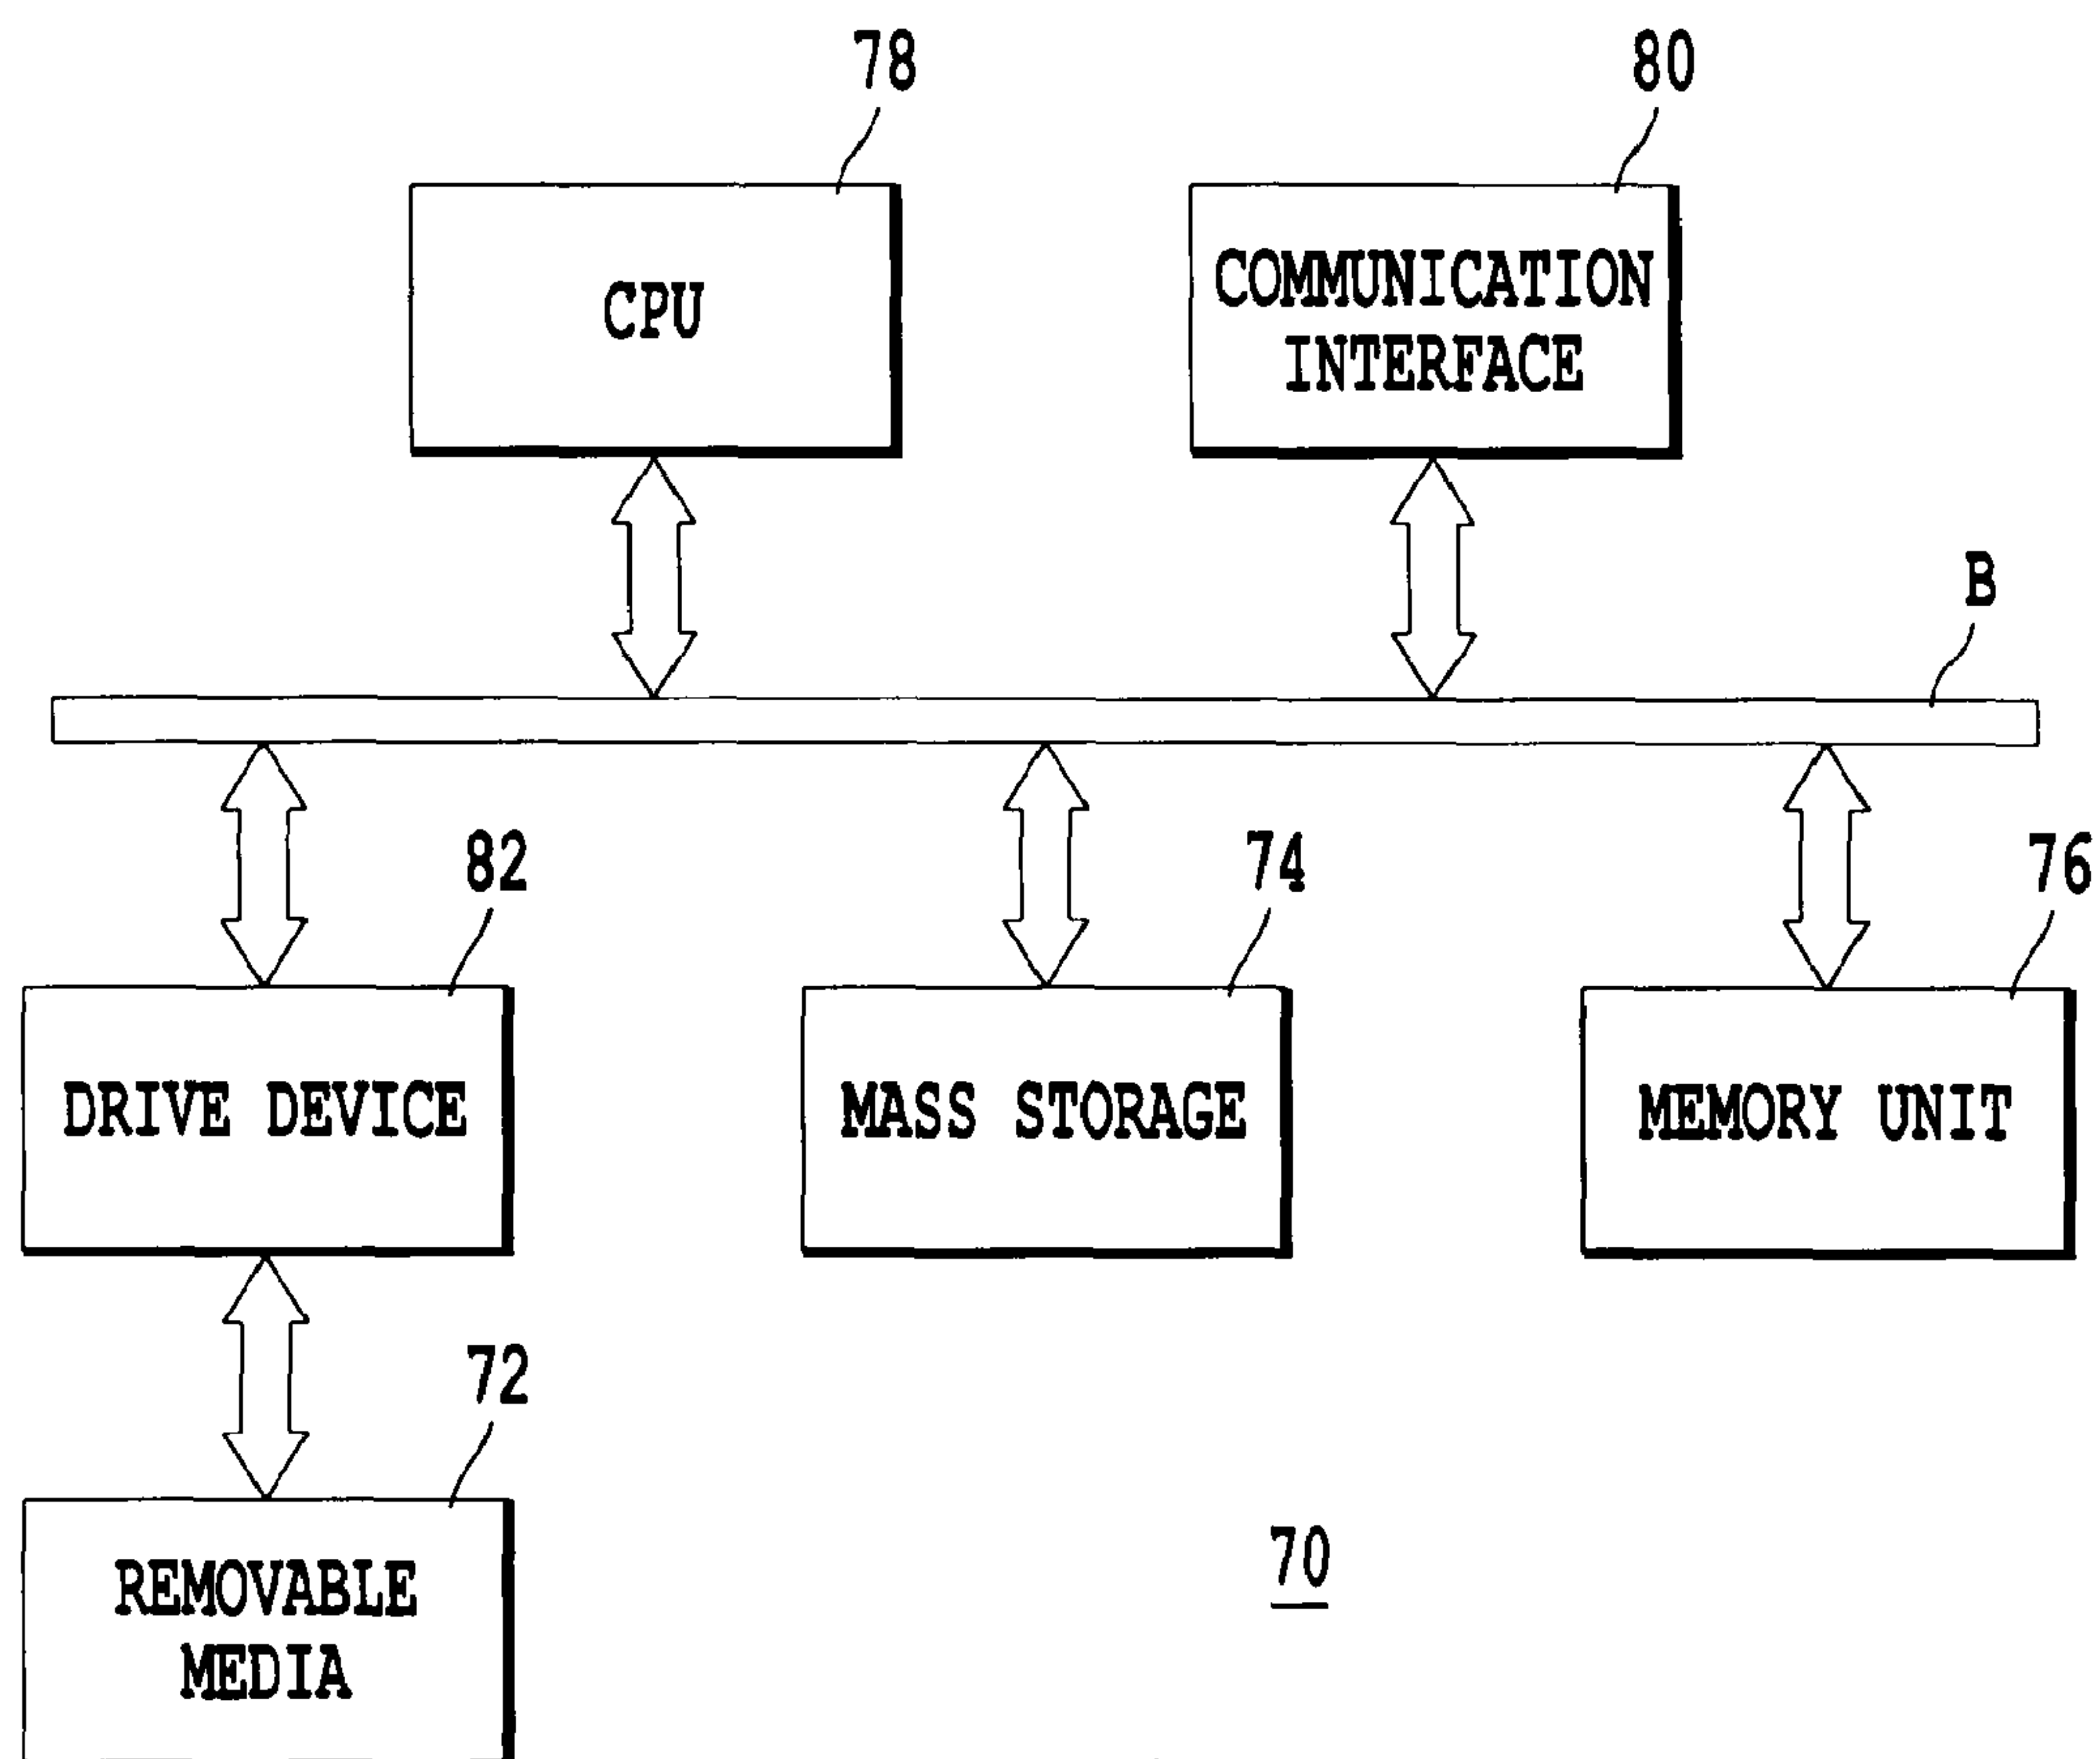 78
80
CPU
COMMUNICATION
INTERFACE
B
82
74
76
DRIVE DEVICE
MASS STORAGE
MEMORY UNIT
72
REMOVABLE
MEDIA
70